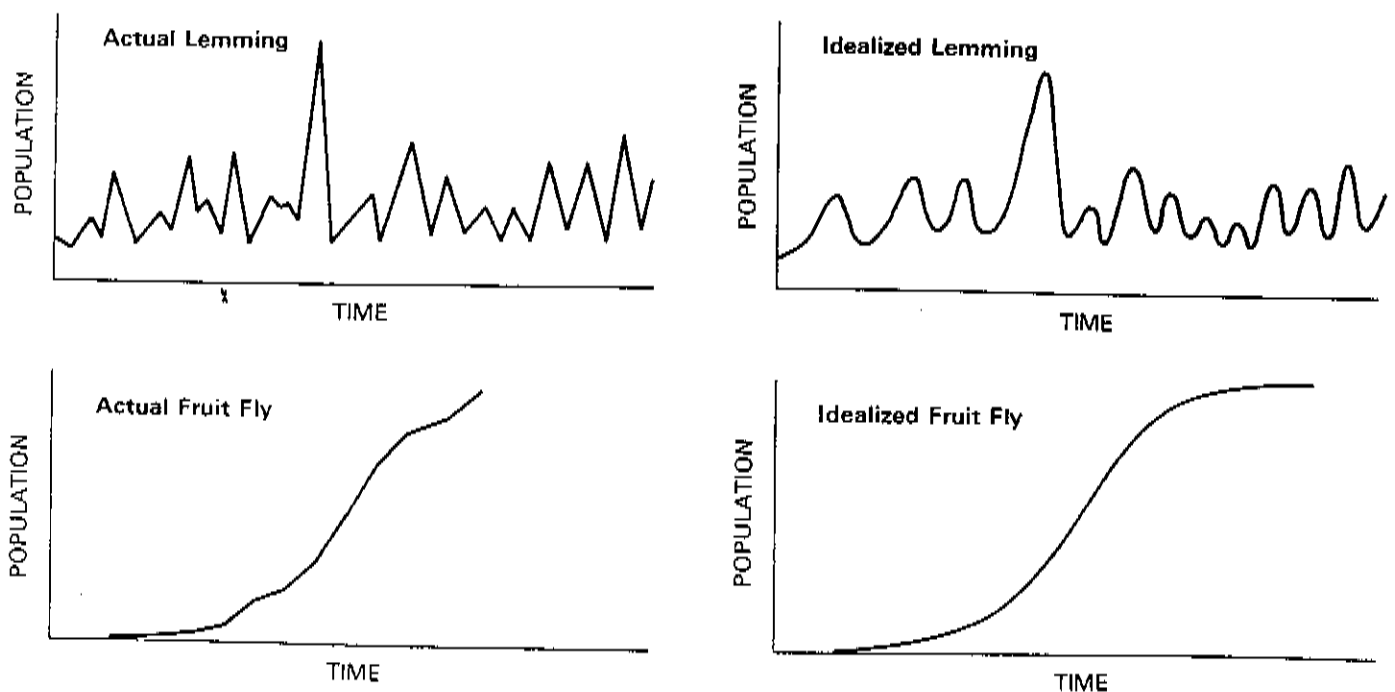 Actual Lemming
POPULATION
TIME
Idealized Lemming
POPULATION
TIME
Actual Fruit Fly
POPULATION
TIME
Idealized Fruit Fly
POPULATION
TIME